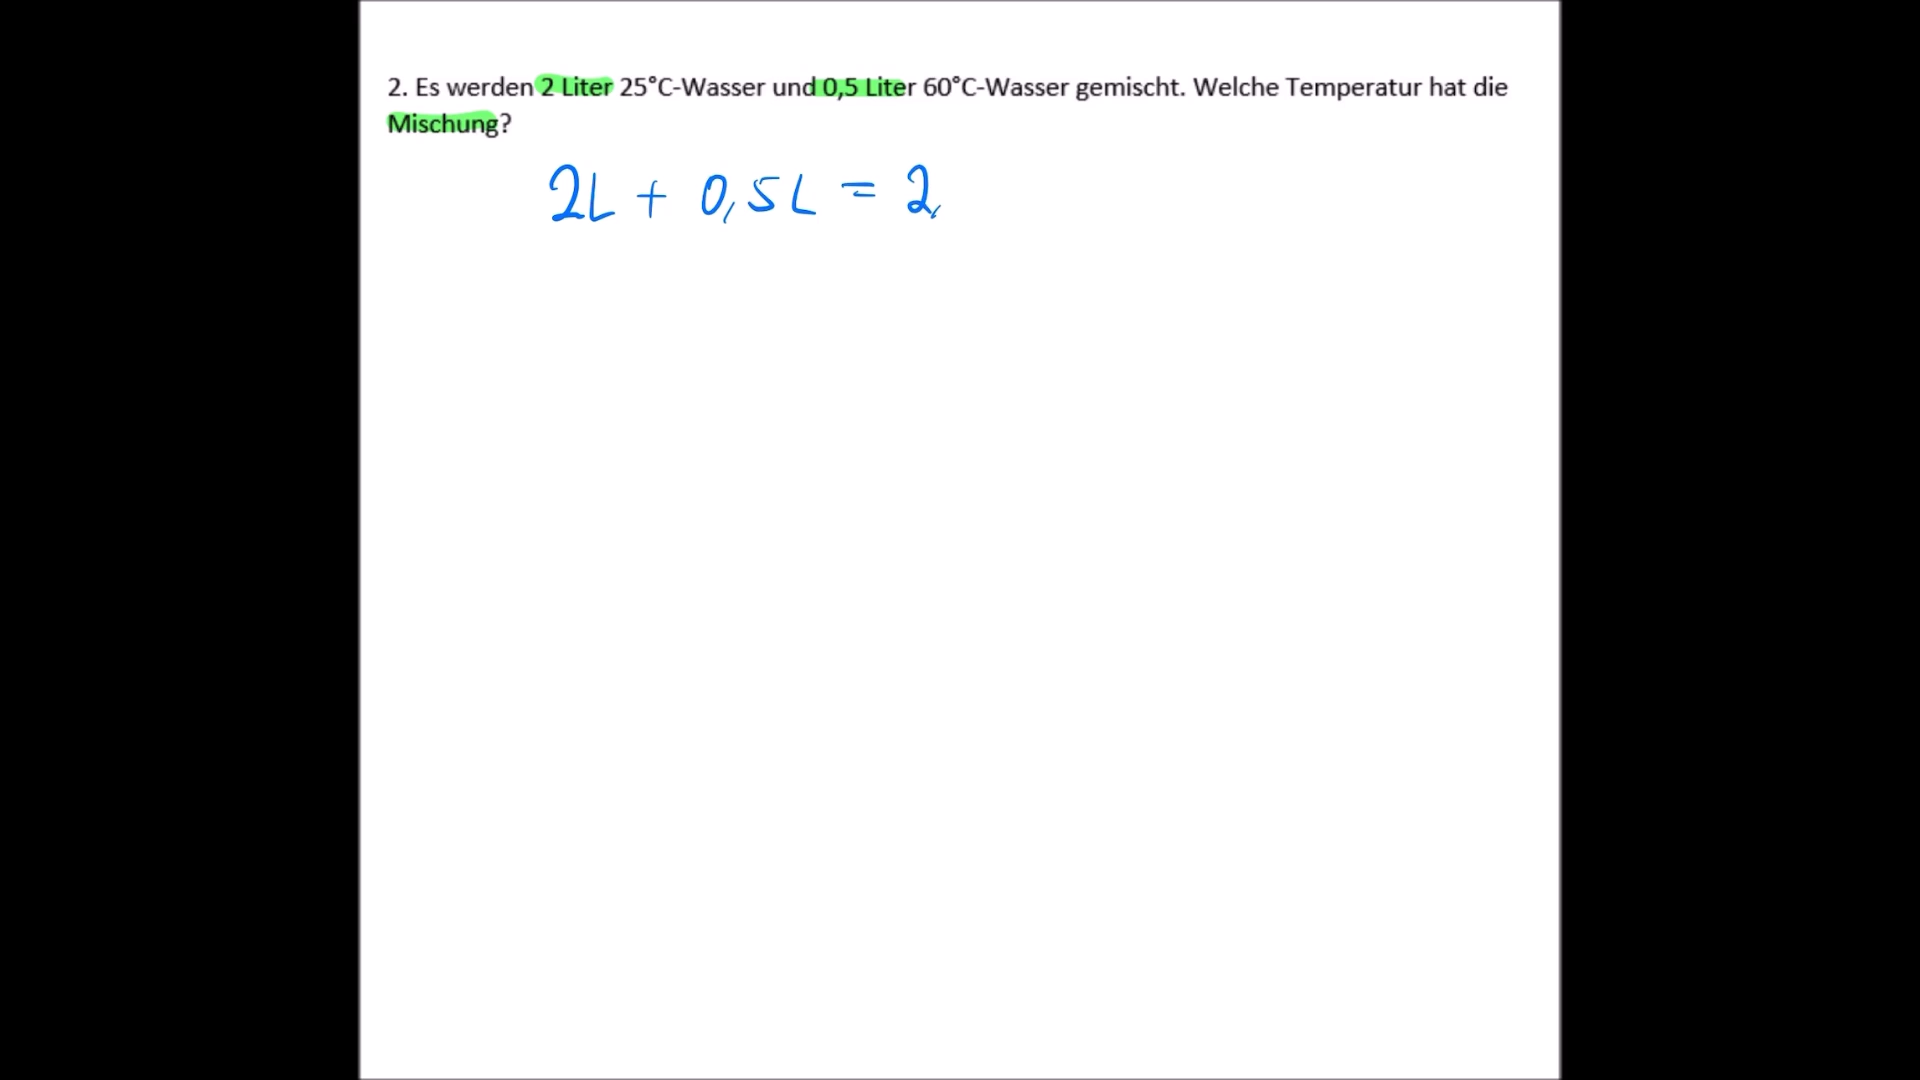 2. Es werden 2 Liter 25°C-Wasser und 0,5 Liter 60°C-Wasser gemischt. Welche Temperatur hat die
Mischung?
2L + 0,5L = 2,